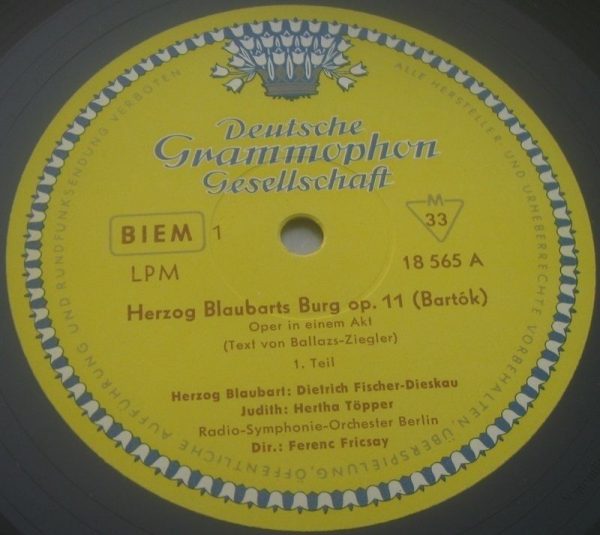 Deutsche
Grammophon
Gesellschaft
BIEM 1
M
33
LPM
18 565 A
Herzog Blaubarts Burg op. 11 (Bartôk)
Oper in einem Akt
(Text von Ballazs-Ziegler)
1. Teil
Herzog Blaubart: Dietrich Fischer-Dieskau
Judith: Hertha Töpper
Radio-Symphonie-Orchester Berlin
Dir.: Ferenc Fricsay
ALLE HERSTELLER- UND URHEBERRECHTE VORBEHALTEN. ÜBERSPIELUNG, ÖFFENTLICHE AUFFÜHRUNG UND RUNDFUNKSENDUNG VERBOTEN